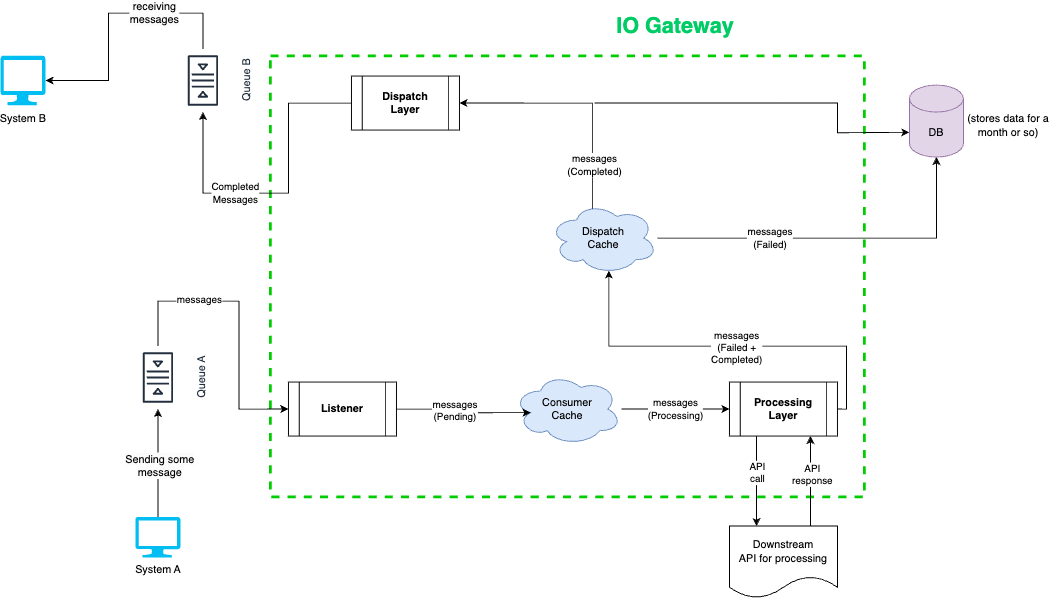 receiving
messages
IO Gateway
Queue B
System B
Dispatch
Layer
DB
(stores data for a
month or so)
messages
(Completed)
Completed
Messages
Dispatch
Cache
messages
(Failed)
messages
Queue A
messages
(Failed +
Completed)
Listener
messages
(Pending)
Consumer
Cache
messages
(Processing)
Processing
Layer
Sending some
message
API
call
API
response
System A
Downstream
API for processing